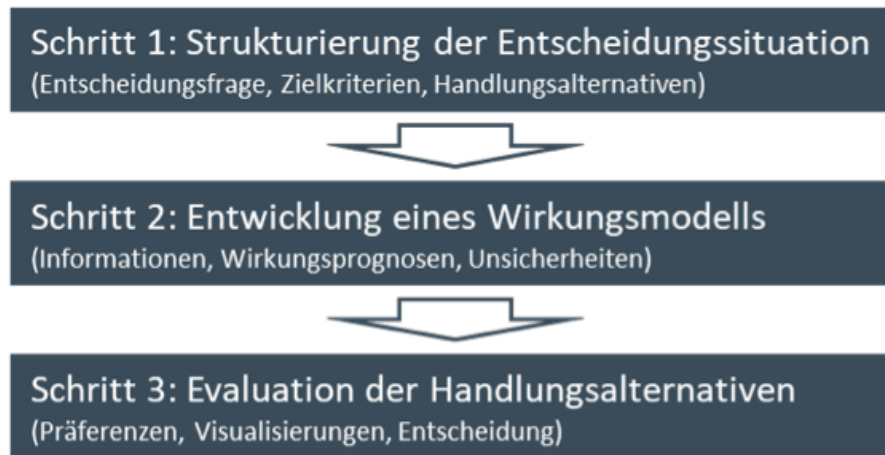 Schritt 1: Strukturierung der Entscheidungssituation
(Entscheidungsfrage, Zielkriterien, Handlungsalternativen)
Schritt 2: Entwicklung eines Wirkungsmodells
(Informationen, Wirkungsprognosen, Unsicherheiten)
Schritt 3: Evaluation der Handlungsalternativen
(Präferenzen, Visualisierungen, Entscheidung)